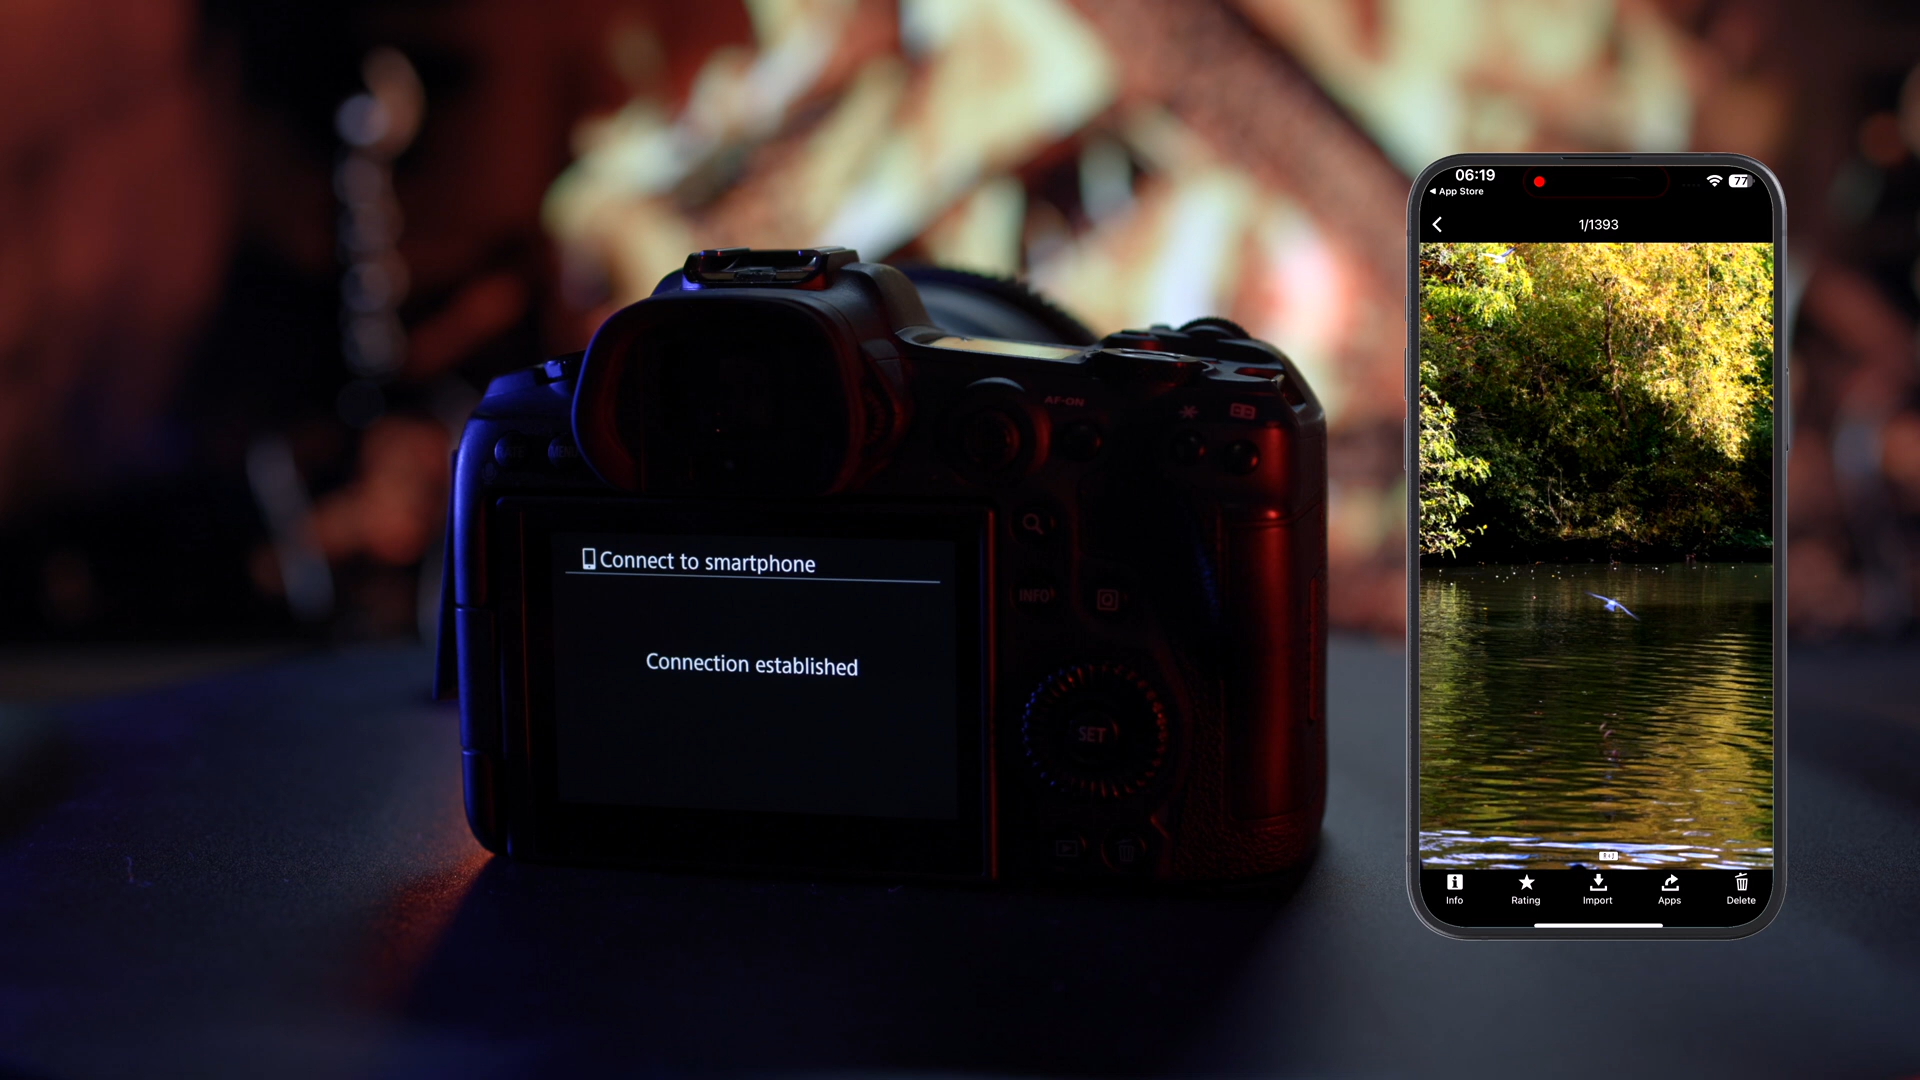 AF-ON
Connect to smartphone
INFO
Connection established
SET
06:19
77
App Store
1/1393
Info
Rating
Import
Apps
Delete